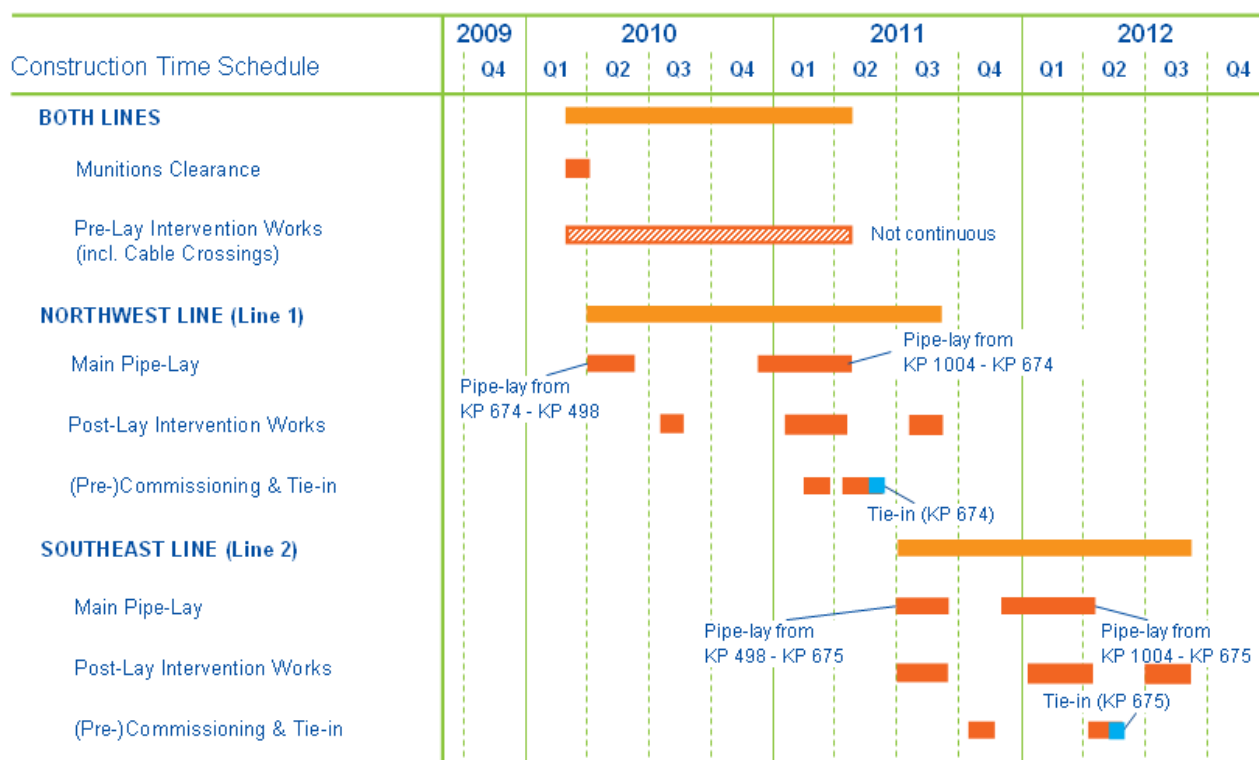 2009 2010 2011 2012
Construction Time Schedule Q4 Q1 Q2 Q3 Q4 Q1 Q2 Q3 Q4 Q1 Q2 Q3 Q4
BOTH LINES
Munitions Clearance
Pre-Lay Intervention Works
(incl. Cable Crossings)
Not continuous
NORTHWEST LINE (Line 1)
Main Pipe-Lay
Pipe-lay from
KP 1004 - KP 674
Pipe-lay from
KP 674 - KP 498
Post-Lay Intervention Works
(Pre-)Commissioning & Tie-in
Tie-in (KP 674)
SOUTHEAST LINE (Line 2)
Main Pipe-Lay
Pipe-lay from
KP 498 - KP 675
Pipe-lay from
KP 1004 - KP 675
Post-Lay Intervention Works
Tie-in (KP 675)
(Pre-)Commissioning & Tie-in